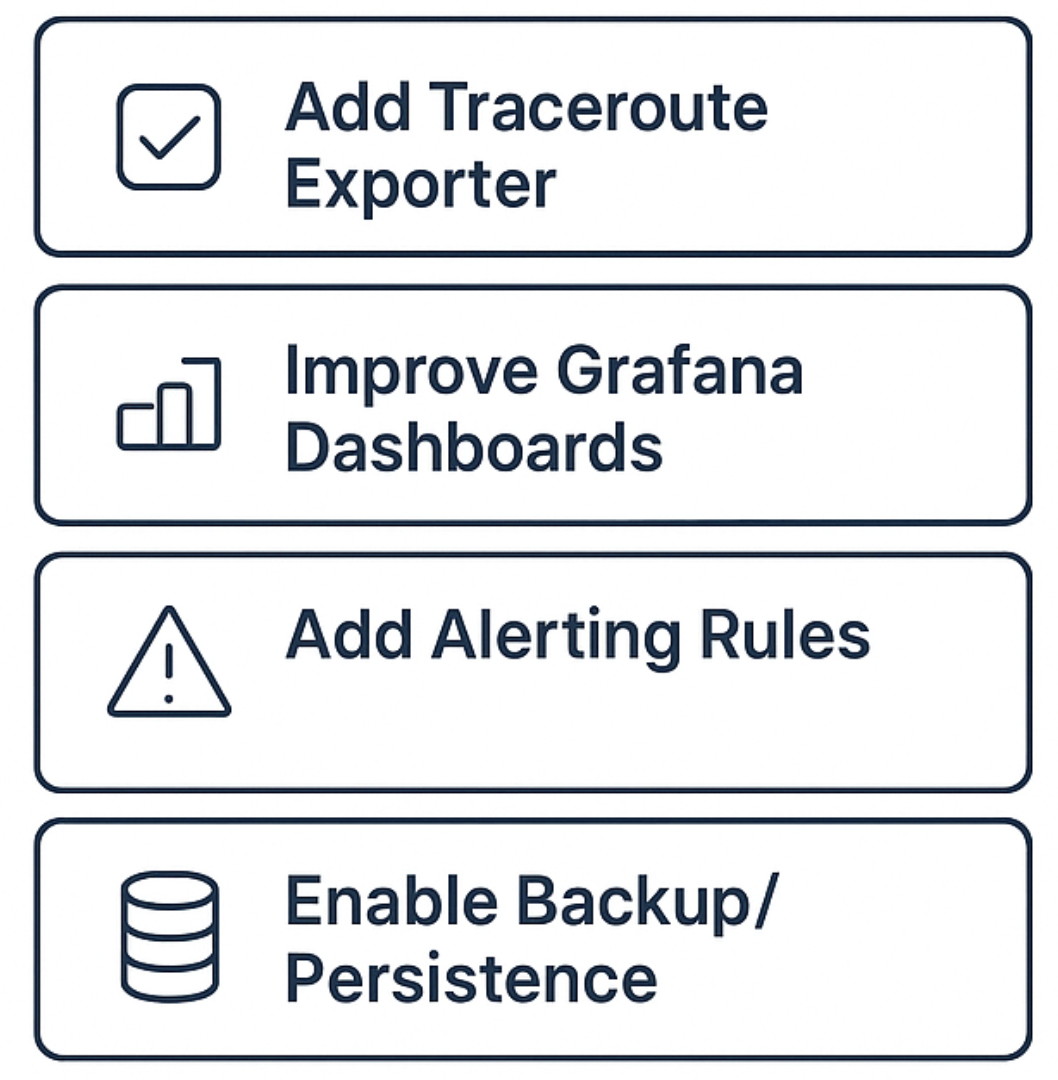 Add Traceroute
Exporter
Improve Grafana
Dashboards
Add Alerting Rules
Enable Backup/
Persistence